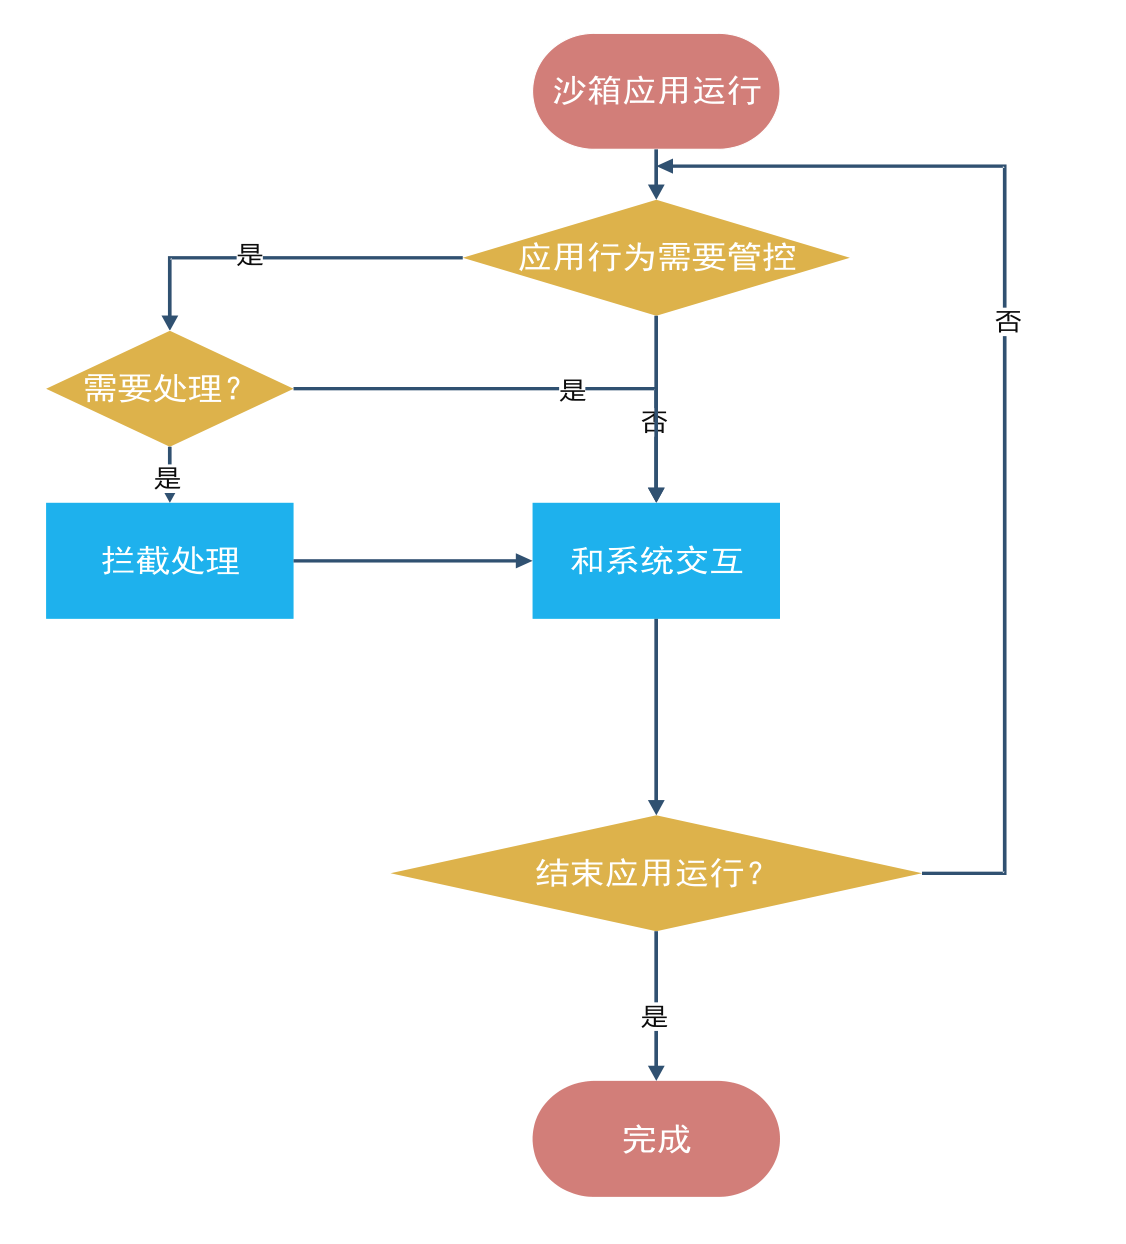 沙箱应用运行
应用行为需要管控
是
否
需要处理?
是
否
是
拦截处理
和系统交互
结束应用运行?
是
完成